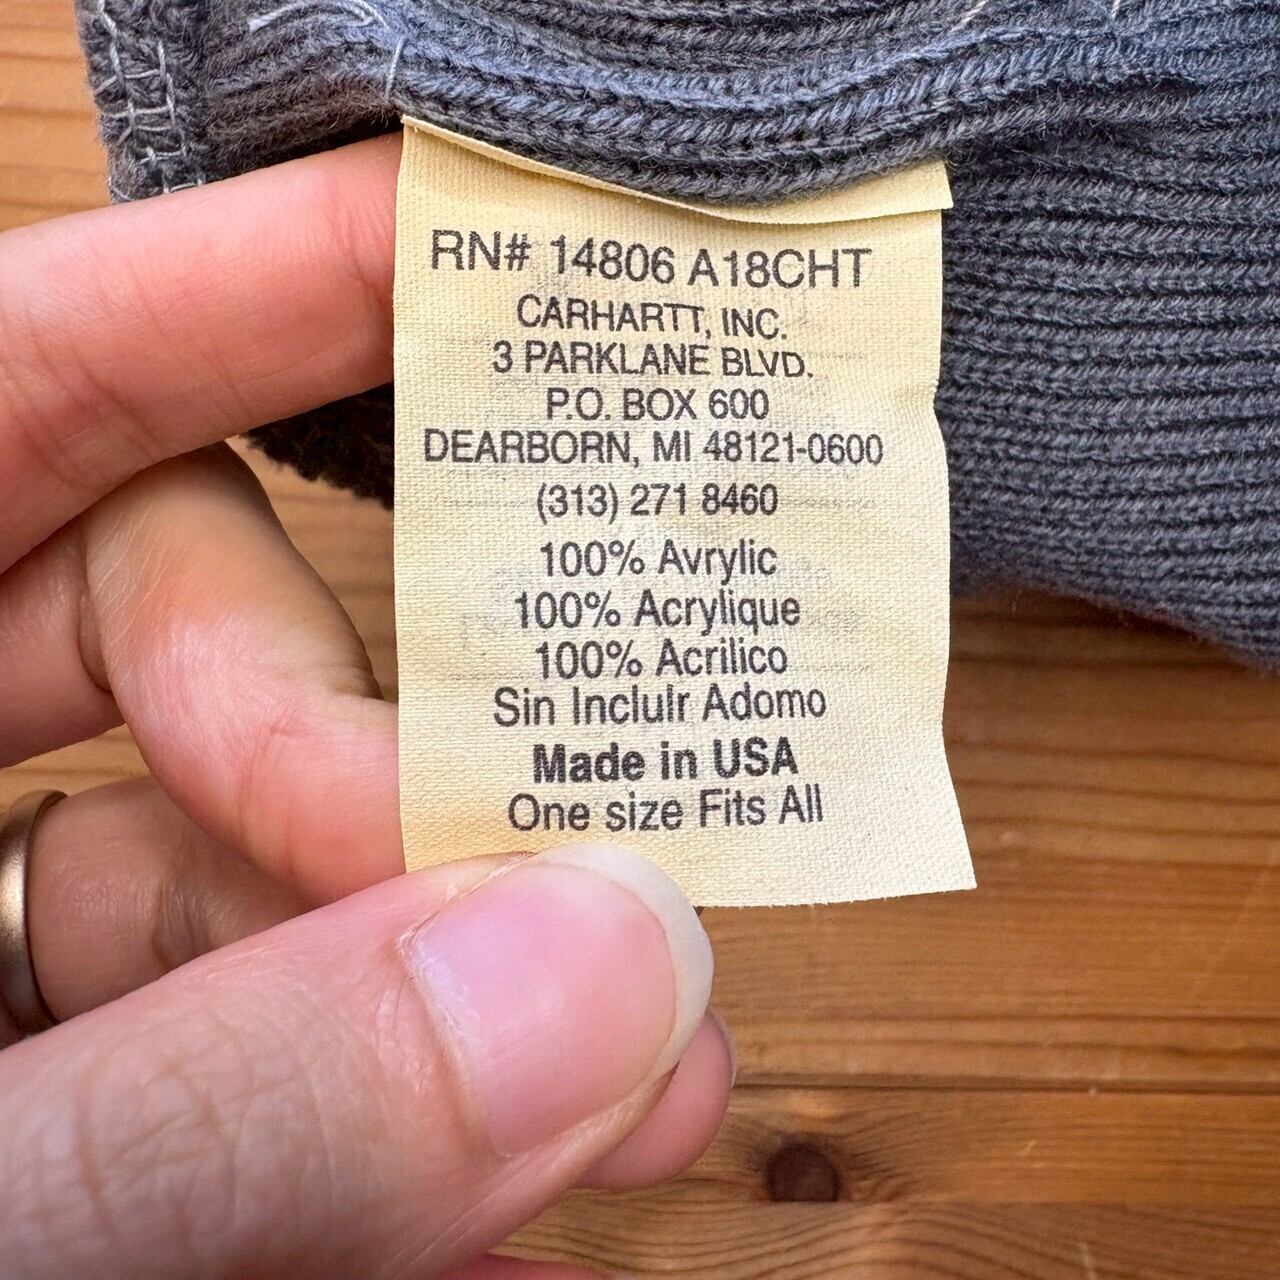 RN# 14806 A18CHT
CARHARTT, INC.
3 PARKLANE BLVD.
P.O. BOX 600
DEARBORN, MI 48121-0600
(313) 271 8460
100% Avrylic
100% Acrylique
100% Acrilico
Sin Inclulr Adomo
Made in USA
One size Fits All